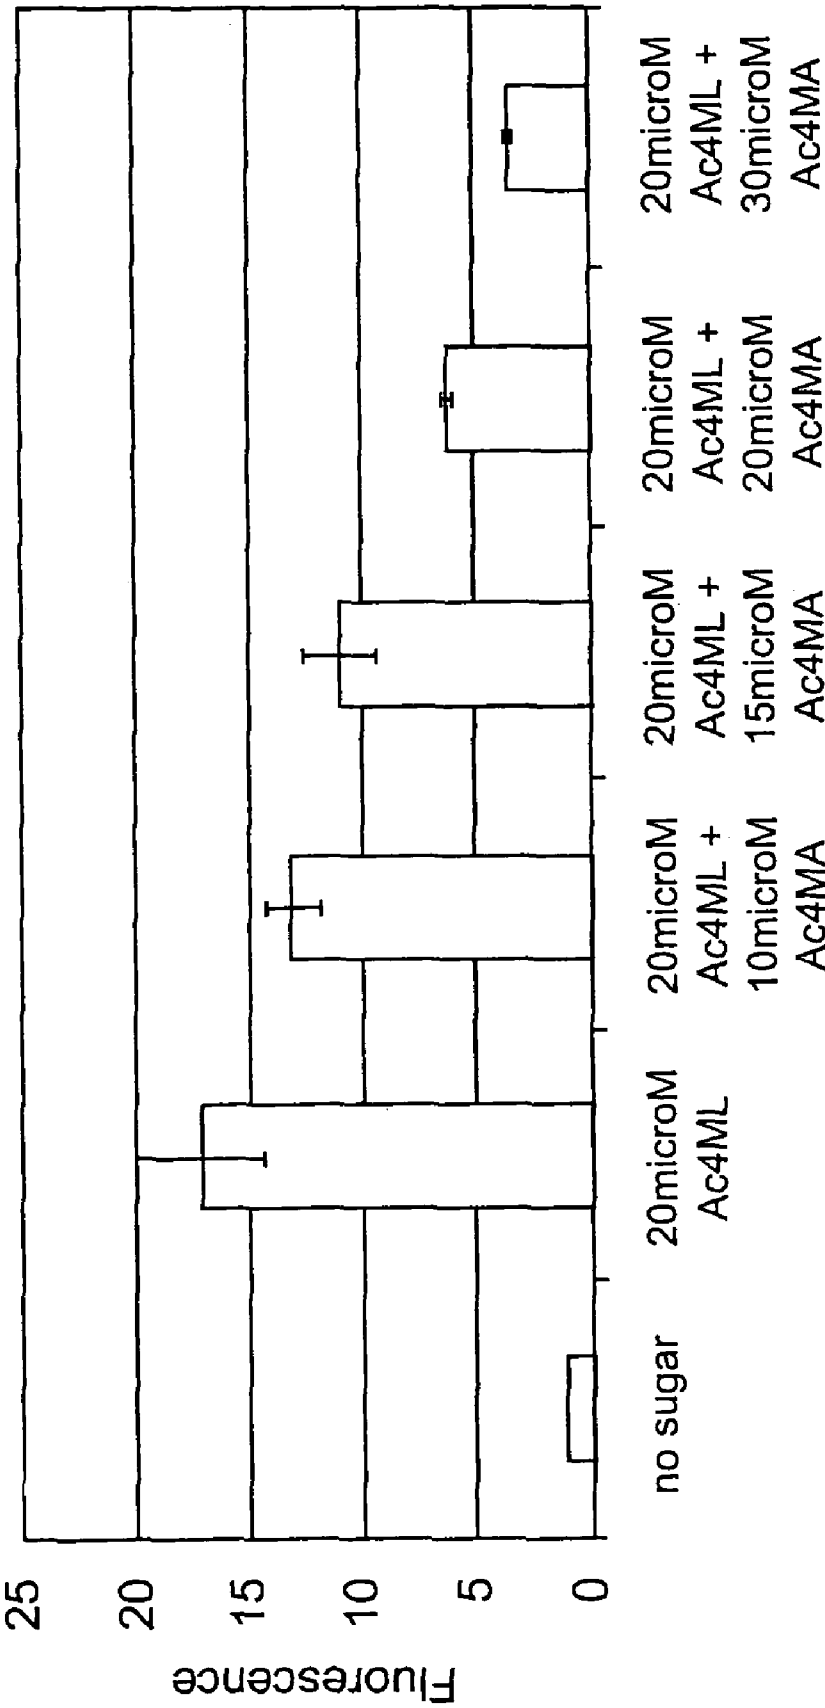 Fluorescence
25
20
15
10
5
0
no sugar
20microM
Ac4ML
20microM
Ac4ML +
10microM
Ac4MA
20microM
Ac4ML +
15microM
Ac4MA
20microM
Ac4ML +
20microM
Ac4MA
20microM
Ac4ML +
30microM
Ac4MA